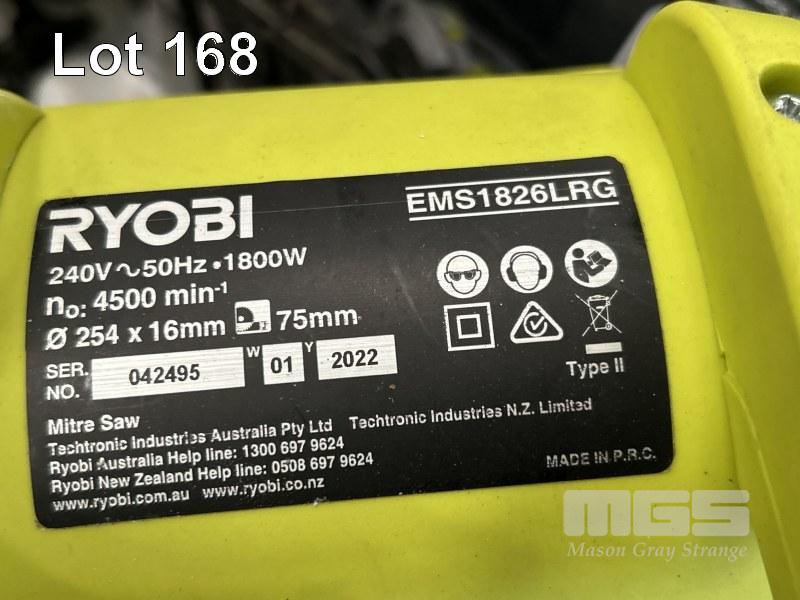 Lot 168
RYOBI
EMS1826LRG
240V ~ 50Hz • 1800W
n₀: 4500 min⁻¹
Ø 254 x 16mm 75mm
SER. NO. 042495 W 01 Y 2022
Type II
Mitre Saw
Techtronic Industries Australia Pty Ltd Techtronic Industries N.Z. Limited
Ryobi Australia Help line: 1300 697 9624
Ryobi New Zealand Help line: 0508 697 9624
www.ryobi.com.au www.ryobi.co.nz
MADE IN P.R.C.
MGS
Mason Gray Strange